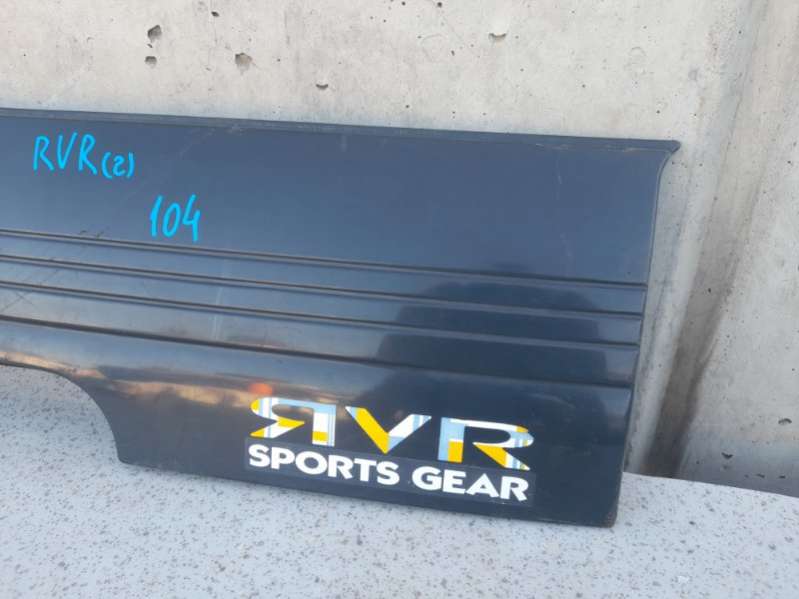 RVR(2)
104
RVR
SPORTS GEAR